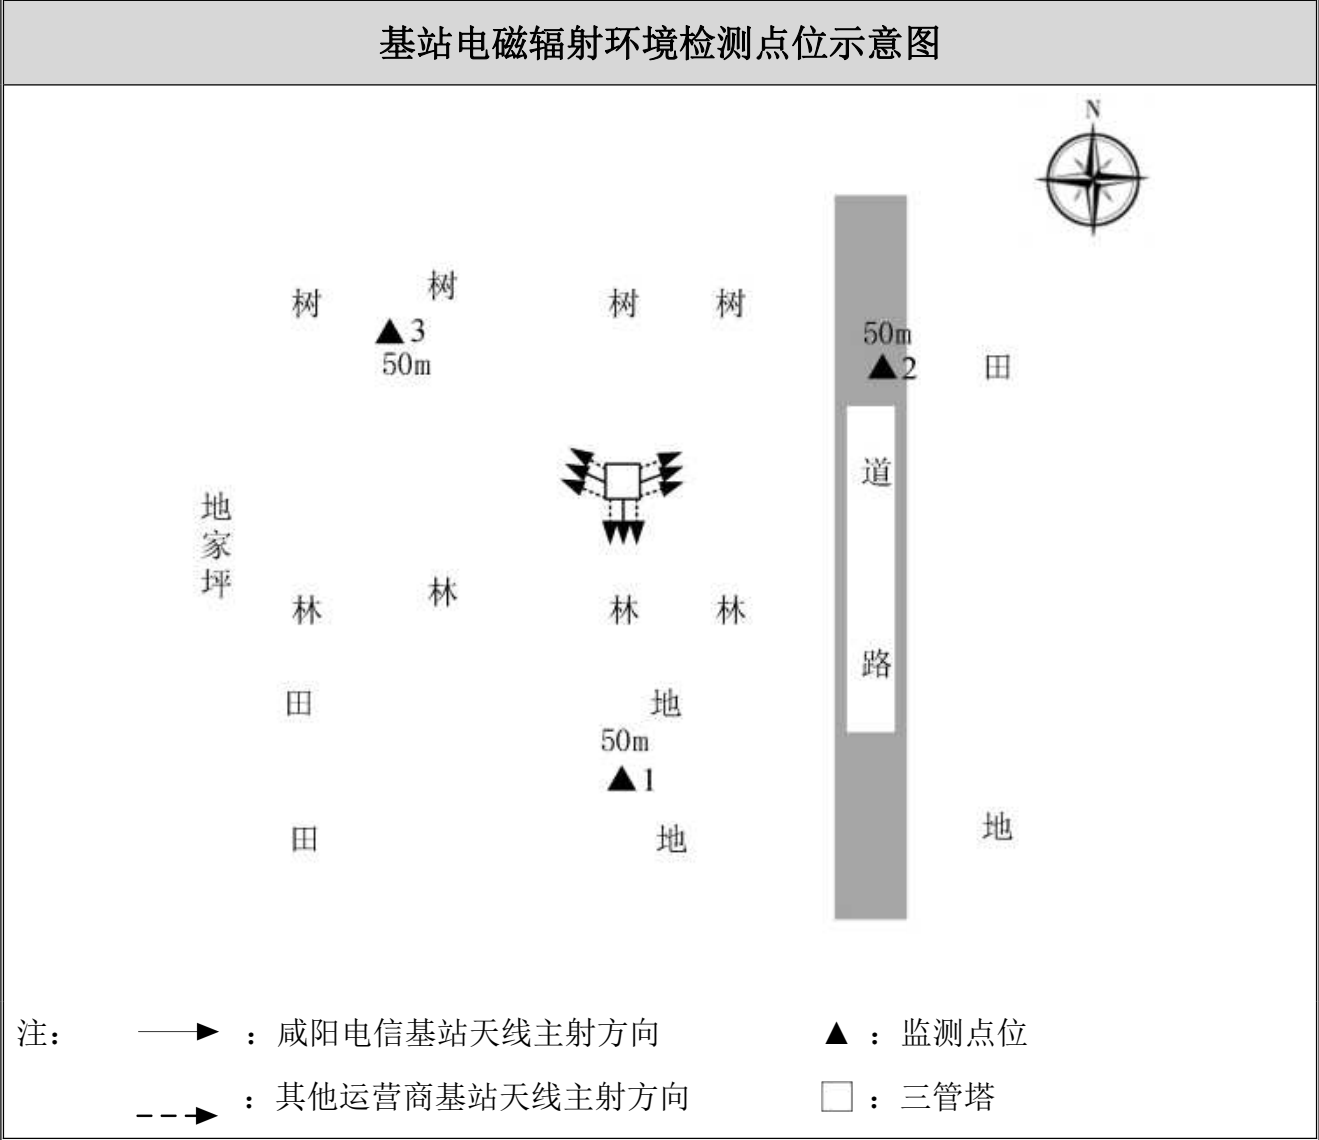 基站电磁辐射环境检测点位示意图
N
树
树
树
树
▲3
50m
50m
▲2
田
道
路
地家坪
林
林
林
林
田
地
50m
▲1
田
地
地
注：
：咸阳电信基站天线主射方向
▲：监测点位
：其他运营商基站天线主射方向
□：三管塔